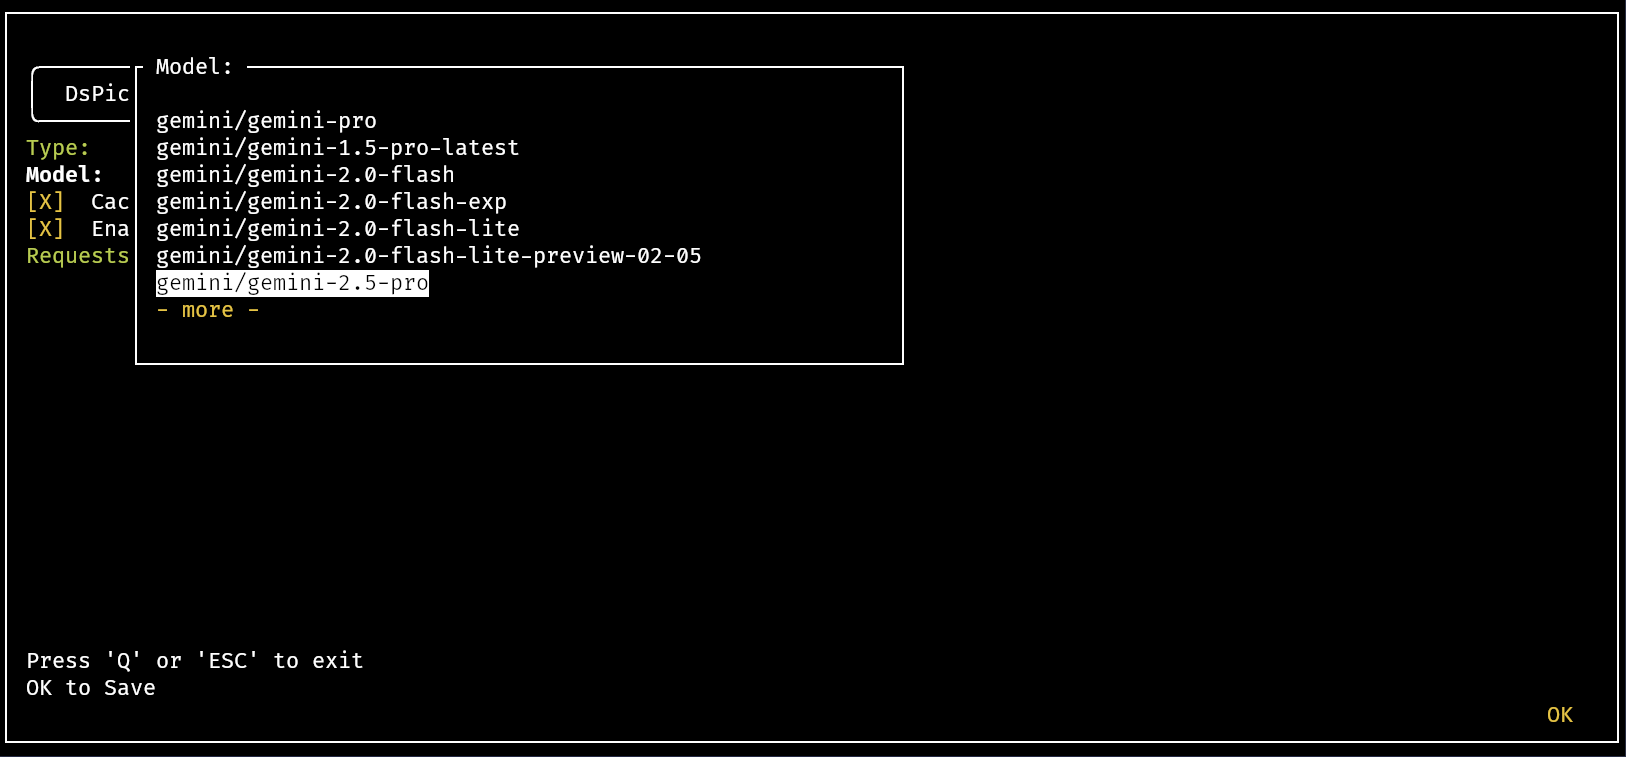 Model:
DsPic
gemini/gemini-pro
Type:
gemini/gemini-1.5-pro-latest
Model:
gemini/gemini-2.0-flash
[X] Cac
gemini/gemini-2.0-flash-exp
[X] Ena
gemini/gemini-2.0-flash-lite
Requests
gemini/gemini-2.0-flash-lite-preview-02-05
gemini/gemini-2.5-pro
- more -
Press 'Q' or 'ESC' to exit
OK to Save
OK